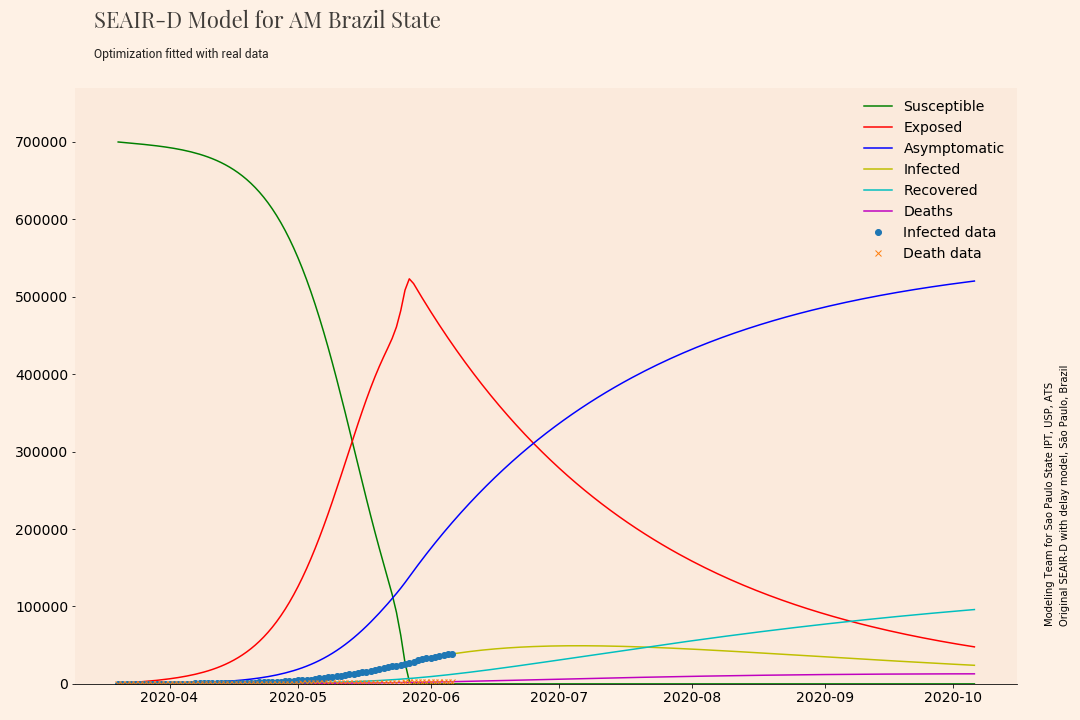 SEAIR-D Model for AM Brazil State
Optimization fitted with real data
Susceptible
Exposed
Asymptomatic
Infected
Recovered
Deaths
Infected data
Death data
700000
600000
500000
400000
300000
200000
100000
0
2020-04
2020-05
2020-06
2020-07
2020-08
2020-09
2020-10
Modeling Team for Sao Paulo State IPT, USP, ATS
Original SEAIR-D with delay model, São Paulo, Brazil